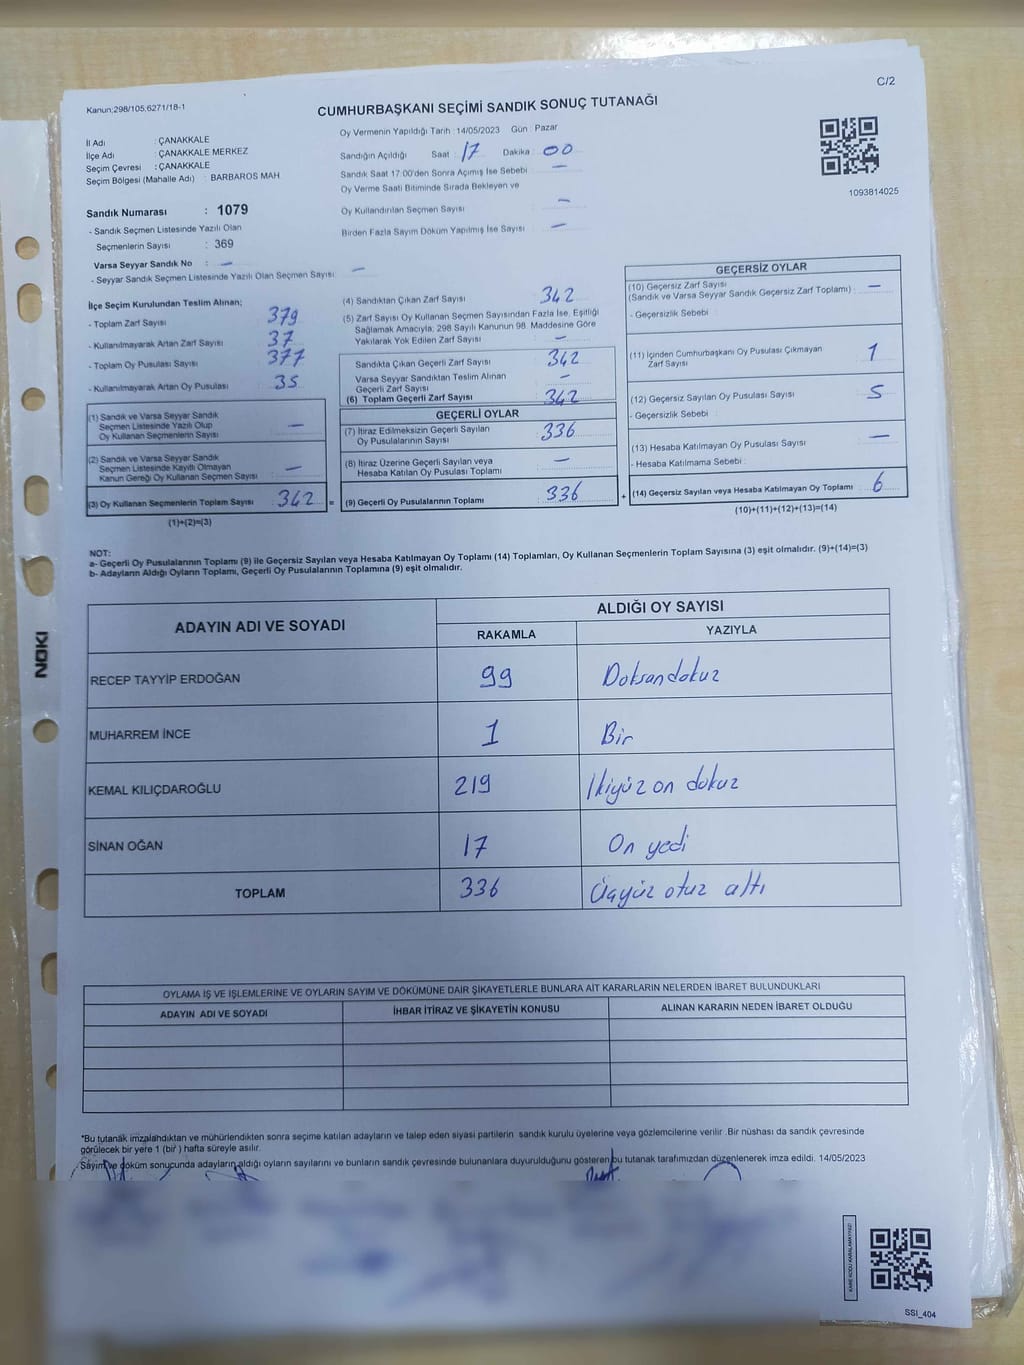 C/2
Kanun;298/105,6271/18-1
CUMHURBAŞKANI SEÇİMİ SANDIK SONUÇ TUTANAĞI
İl Adı : ÇANAKKALE
İlçe Adı : ÇANAKKALE MERKEZ
Seçim Çevresi : ÇANAKKALE
Seçim Bölgesi (Mahalle Adı) : BARBAROS MAH
Oy Vermenin Yapıldığı Tarih :14/05/2023 Gün : Pazar
Sandığın Açıldığı Saat : 17 Dakika : 00
Sandık Saat 17:00'den Sonra Açımış İse Sebebi : —
Oy Verme Saati Bitiminde Sırada Bekleyen ve
Oy Kullandırılan Seçmen Sayısı : —
Birden Fazla Sayım Döküm Yapılmış İse Sayısı : —
1093814025
Sandık Numarası : 1079
- Sandık Seçmen Listesinde Yazılı Olan
Seçmenlerin Sayısı : 369
Varsa Seyyar Sandık No : —
- Seyyar Sandık Seçmen Listesinde Yazılı Olan Seçmen Sayısı: —
İlçe Seçim Kurulundan Teslim Alınan;
- Toplam Zarf Sayısı : 379
- Kullanılmayarak Artan Zarf Sayısı : 37
- Toplam Oy Pusulası Sayısı : 377
- Kullanılmayarak Artan Oy Pusulası : 35
(1) Sandık ve Varsa Seyyar Sandık
Seçmen Listesinde Yazılı Olup
Oy Kullanan Seçmenlerin Sayısı : —
(2) Sandık ve Varsa Seyyar Sandık
Seçmen Listesinde Kayıtlı Olmayan
Kanun Gereği Oy Kullanan Seçmen Sayısı : —
(3) Oy Kullanan Seçmenlerin Toplam Sayısı : 342 =
(1)+(2)=(3)
(4) Sandıktan Çıkan Zarf Sayısı : 342
(5) Zarf Sayısı Oy Kullanan Seçmen Sayısından Fazla İse, Eşitliği
Sağlamak Amacıyla; 298 Sayılı Kanunun 98. Maddesine Göre
Yakılarak Yok Edilen Zarf Sayısı : —
Sandıkta Çıkan Geçerli Zarf Sayısı : 342
Varsa Seyyar Sandıktan Teslim Alınan
Geçerli Zarf Sayısı : —
(6) Toplam Geçerli Zarf Sayısı : 342
GEÇERLİ OYLAR
(7) İtiraz Edilmeksizin Geçerli Sayılan
Oy Pusulalarının Sayısı : 336
(8) İtiraz Üzerine Geçerli Sayılan veya
Hesaba Katılan Oy Pusulası Toplamı : —
(9) Geçerli Oy Pusulalarının Toplamı : 336 +
GEÇERSİZ OYLAR
(10) Geçersiz Zarf Sayısı
(Sandık ve Varsa Seyyar Sandık Geçersiz Zarf Toplamı) : —
- Geçersizlik Sebebi :
(11) İçinden Cumhurbaşkanı Oy Pusulası Çıkmayan
Zarf Sayısı : 1
(12) Geçersiz Sayılan Oy Pusulası Sayısı : 5
- Geçersizlik Sebebi :
(13) Hesaba Katılmayan Oy Pusulası Sayısı : —
- Hesaba Katılmama Sebebi :
(14) Geçersiz Sayılan veya Hesaba Katılmayan Oy Toplamı : 6
(10)+(11)+(12)+(13)=(14)
NOT:
a- Geçerli Oy Pusulalarının Toplamı (9) ile Geçersiz Sayılan veya Hesaba Katılmayan Oy Toplamı (14) Toplamları, Oy Kullanan Seçmenlerin Toplam Sayısına (3) eşit olmalıdır. (9)+(14)=(3)
b- Adayların Aldığı Oyların Toplamı, Geçerli Oy Pusulalarının Toplamına (9) eşit olmalıdır.
ADAYIN ADI VE SOYADI ALDIĞI OY SAYISI
RAKAMLA YAZIYLA
RECEP TAYYİP ERDOĞAN 99 Doksandokuz
MUHARREM İNCE 1 Bir
KEMAL KILIÇDAROĞLU 219 İkiyüz on dokuz
SİNAN OĞAN 17 On yedi
TOPLAM 336 Üçyüz otuz altı
OYLAMA İŞ VE İŞLEMLERİNE VE OYLARIN SAYIM VE DÖKÜMÜNE DAİR ŞİKAYETLERLE BUNLARA AİT KARARLARIN NELERDEN İBARET BULUNDUKLARI
ADAYIN ADI VE SOYADI İHBAR İTİRAZ VE ŞİKAYETİN KONUSU ALINAN KARARIN NEDEN İBARET OLDUĞU
*Bu tutanak imzalandıktan ve mühürlendikten sonra seçime katılan adayların ve talep eden siyasi partilerin sandık kurulu üyelerine veya gözlemcilerine verilir .Bir nüshası da sandık çevresinde
görülecek bir yere 1 (bir ) hafta süreyle asılır.
Sayım ve döküm sonucunda adayların aldığı oyların sayılarını ve bunların sandık çevresinde bulunanlara duyurulduğunu gösteren bu tutanak tarafımızdan düzenlenerek imza edildi. 14/05/2023
KARE KODU KARALAMAYINIZ!
SSI_404
NOKI